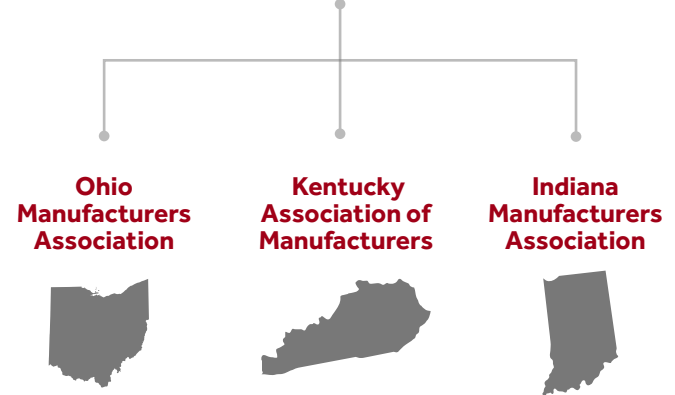 Ohio
Manufacturers
Association
Kentucky
Association of
Manufacturers
Indiana
Manufacturers
Association